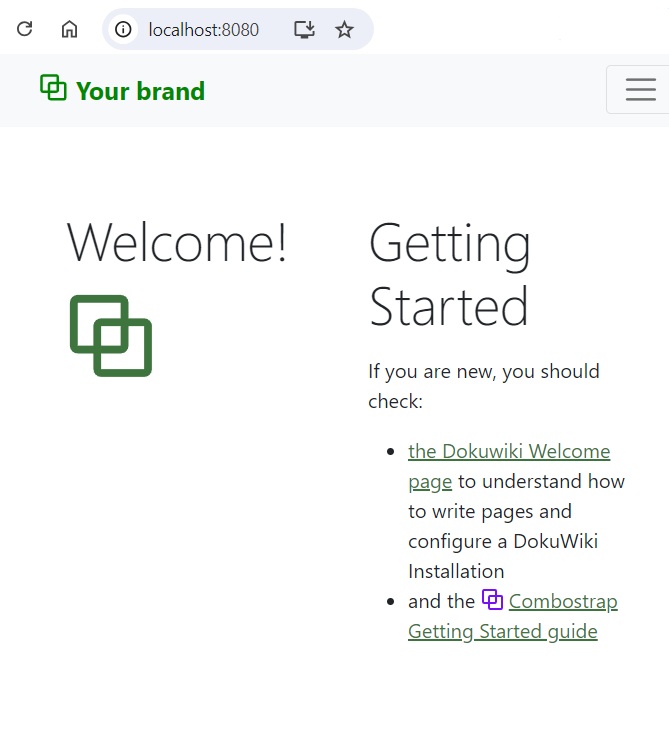 localhost:8080
Your brand
Welcome!
Getting
Started
If you are new, you should
check:
the Dokuwiki Welcome
page to understand how
to write pages and
configure a DokuWiki
Installation
and the Combostrap
Getting Started guide